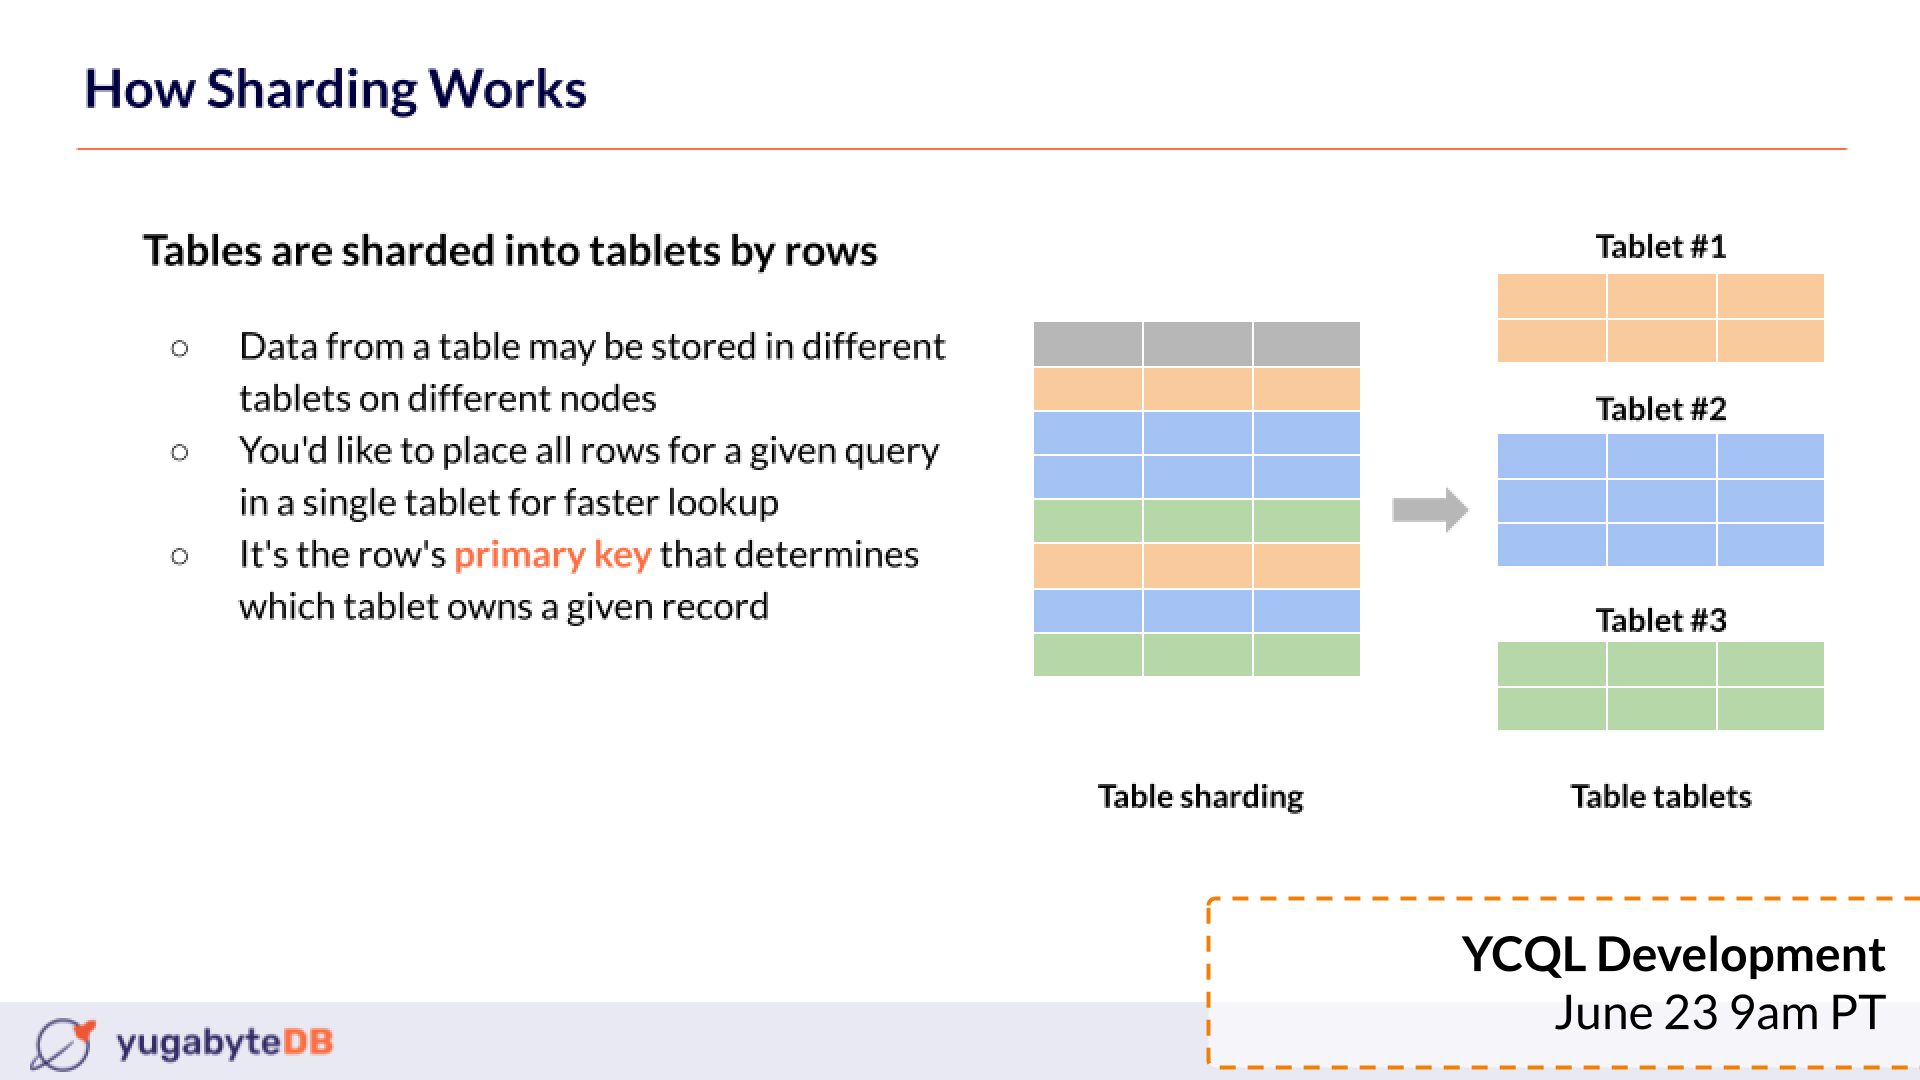 How Sharding Works
Tables are sharded into tablets by rows
○ Data from a table may be stored in different
tablets on different nodes
○ You'd like to place all rows for a given query
in a single tablet for faster lookup
○ It's the row's primary key that determines
which tablet owns a given record
Tablet #1
Tablet #2
Tablet #3
Table sharding
Table tablets
YCQL Development
June 23 9am PT
yugabyteDB